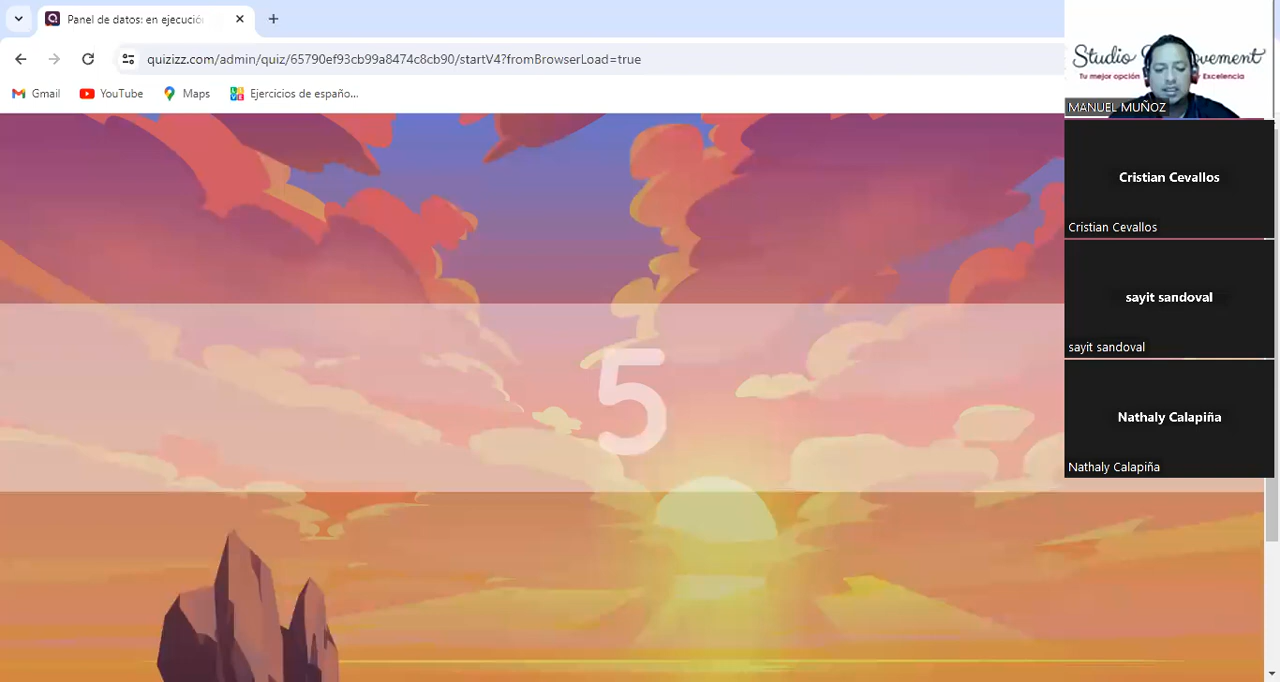 Panel de datos: en ejecución
quizizz.com/admin/quiz/65790ef93cb99a8474c8cb90/startV4?fromBrowserLoad=true
Gmail
YouTube
Maps
Ejercicios de españo...
5
Studio
vement
Tu mejor opción
Excelencia
MANUEL MUÑOZ
Cristian Cevallos
Cristian Cevallos
sayit sandoval
sayit sandoval
Nathaly Calapiña
Nathaly Calapiña